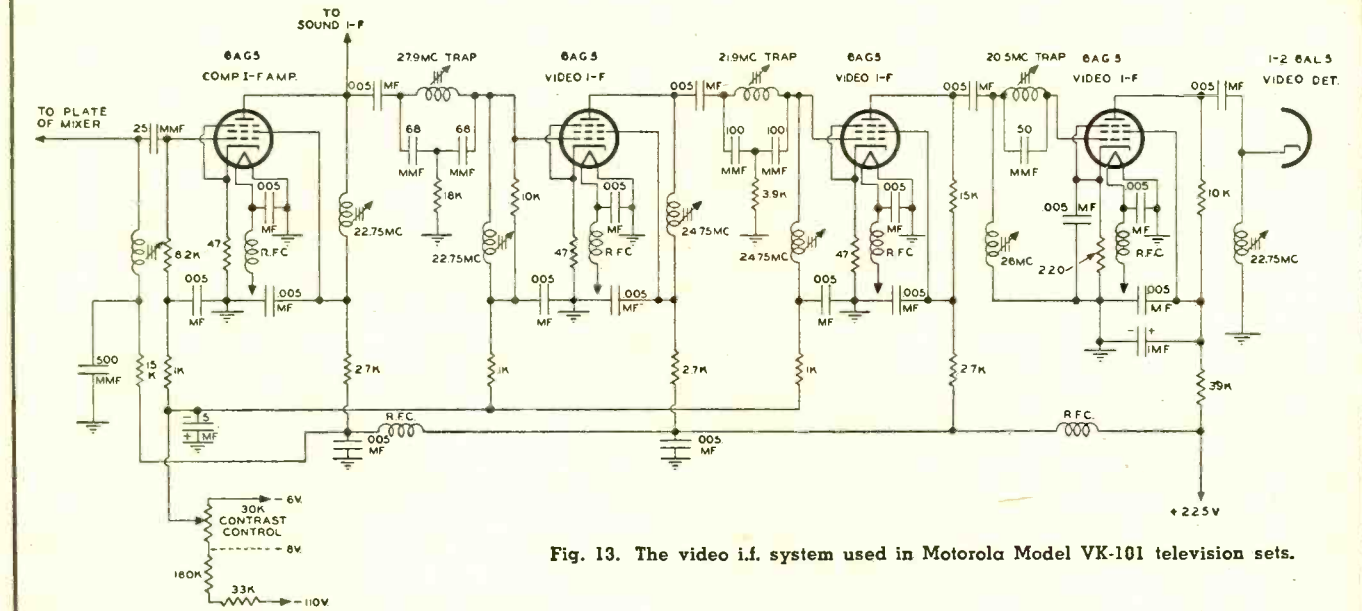 TO
SOUND I-F
6AG5
COMP I-F AMP.
27.9MC TRAP
6AG5
VIDEO I-F
21.9MC TRAP
6AG5
VIDEO I-F
20.5MC TRAP
6AG5
VIDEO I-F
1-2 6AL5
VIDEO DET.
TO PLATE
OF MIXER
25 MMF
.005
MF
68
MMF
68
MMF
18K
.005
MF
100
MMF
100
MMF
3.9K
.005
MF
50
MMF
.005
MF
8.2K
47
.005
MF
R.F.C
22.75MC
22.75MC
10K
47
.005
MF
R.F.C
24.75MC
24.75MC
47
.005
MF
R.F.C
15K
26MC
.005
MF
220
.005
MF
R.F.C
10K
22.75MC
.005
MF
.005
MF
.005
MF
.005
MF
.005
MF
.005
MF
.005
MF
- +
1MF
500
MMF
15
K
1K
2.7K
1K
2.7K
1K
2.7K
39K
- 5
+ MF
R.F.C.
.005
MF
.005
MF
R.F.C.
+225V
-6V.
30K
CONTRAST
CONTROL
-8V.
180K
33K
-110V.
Fig. 13. The video i.f. system used in Motorola Model VK-101 television sets.